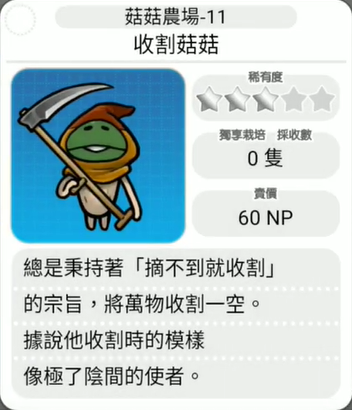 菇菇農場-11
收割菇菇
稀有度
獨享栽培 採收數
0 隻
賣價
60 NP
總是秉持著「摘不到就收割」
的宗旨，將萬物收割一空。
據說他收割時的模樣
像極了陰間的使者。